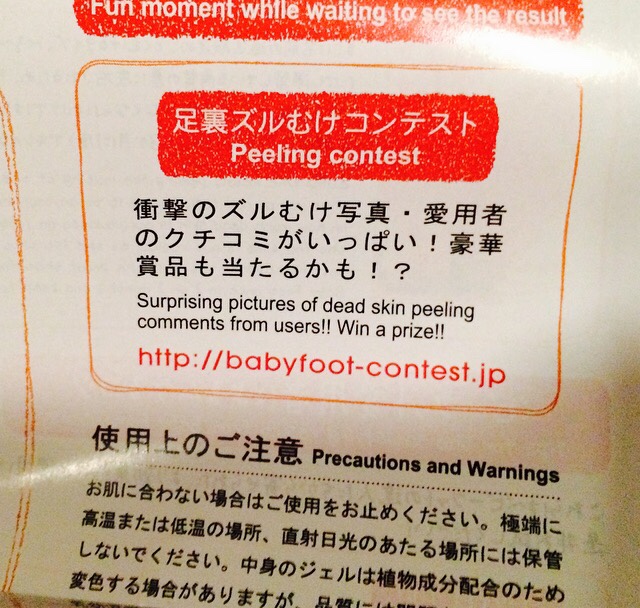 Fun moment while waiting to see the result
足裏ズルむけコンテスト
Peeling contest
衝撃のズルむけ写真・愛用者
のクチコミがいっぱい！豪華
賞品も当たるかも！？
Surprising pictures of dead skin peeling
comments from users!! Win a prize!!
http://babyfoot-contest.jp
使用上のご注意 Precautions and Warnings
お肌に合わない場合はご使用をお止めください。極端に
高温または低温の場所、直射日光のあたる場所には保管
しないでください。中身のジェルは植物成分配合のため
変色する場合がありますが、品質には